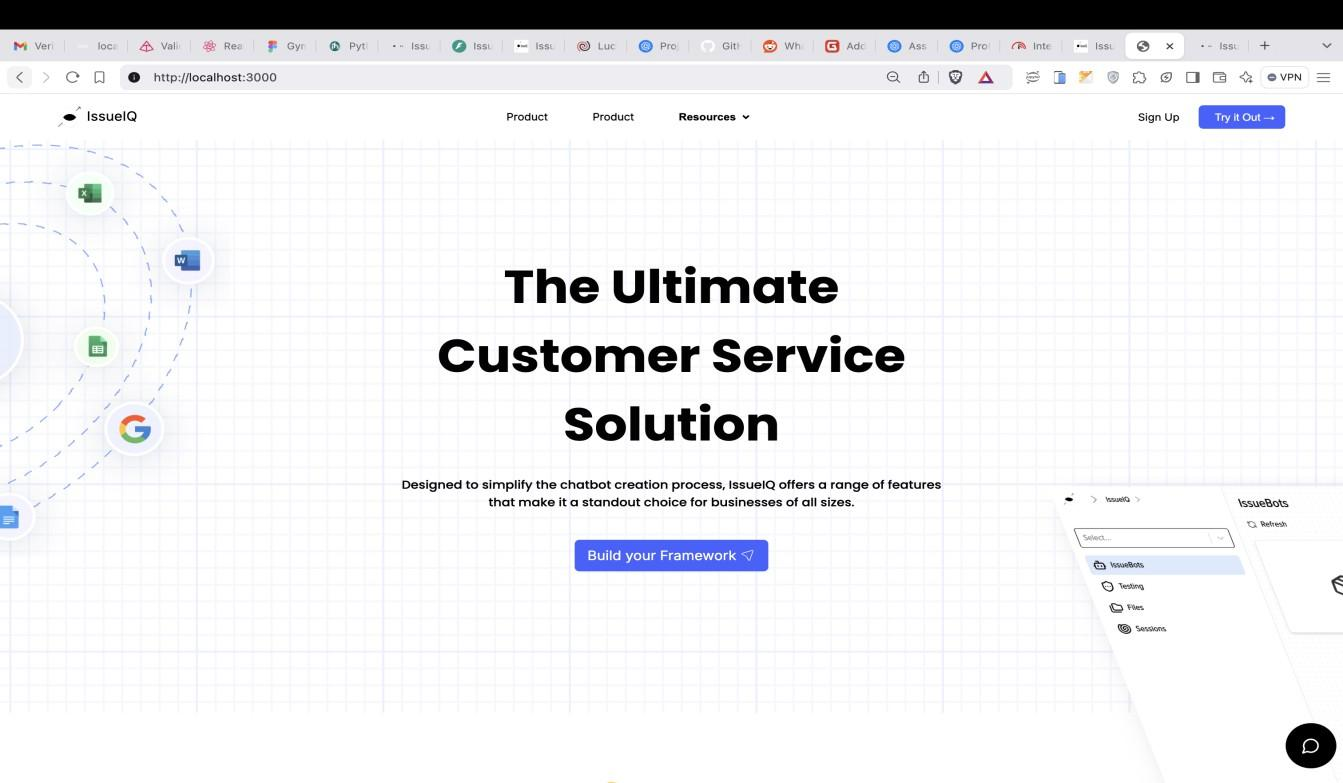 Veri
loca
Vali
Rea
Gyn
Pytl
Issu
Issu
Issu
Luc
Pro
Gitl
Wh
Add
Ass
Pro
Inte
Issu
Issu
http://localhost:3000
VPN
IssueIQ
Product
Product
Resources
Sign Up
Try it Out →
The Ultimate
Customer Service
Solution
Designed to simplify the chatbot creation process, IssueIQ offers a range of features
that make it a standout choice for businesses of all sizes.
Build your Framework
IssueIQ
Select...
IssueBots
Testing
Files
Sessions
IssueBots
Refresh